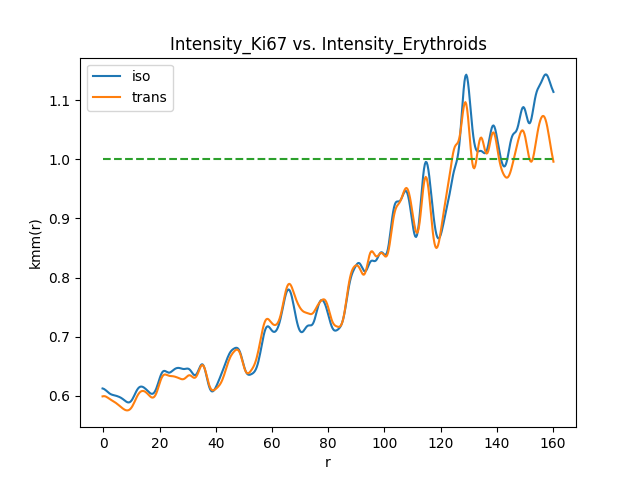 Intensity_Ki67 vs. Intensity_Erythroids
iso
trans
1.1
1.0
0.9
0.8
0.7
0.6
kmm(r)
0 20 40 60 80 100 120 140 160
r